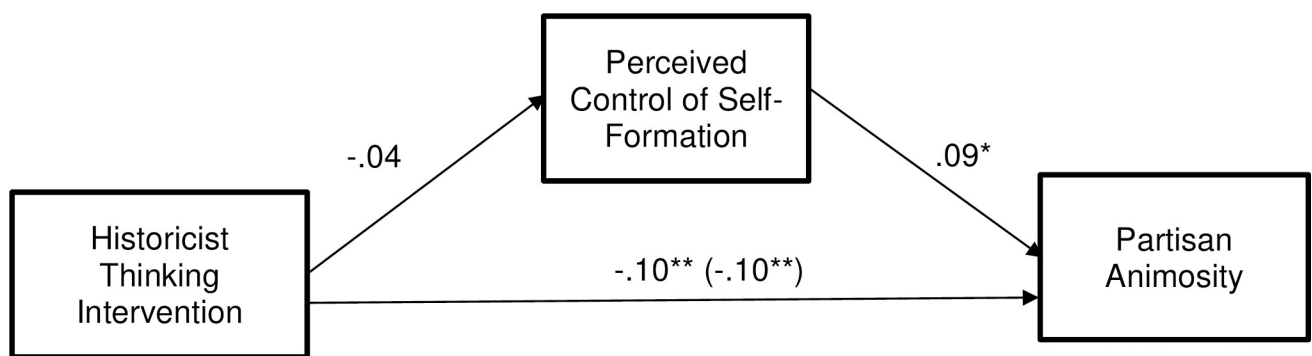 Perceived
Control of Self-
Formation
-.04
.09*
Historicist
Thinking
Intervention
-.10** (-.10**)
Partisan
Animosity